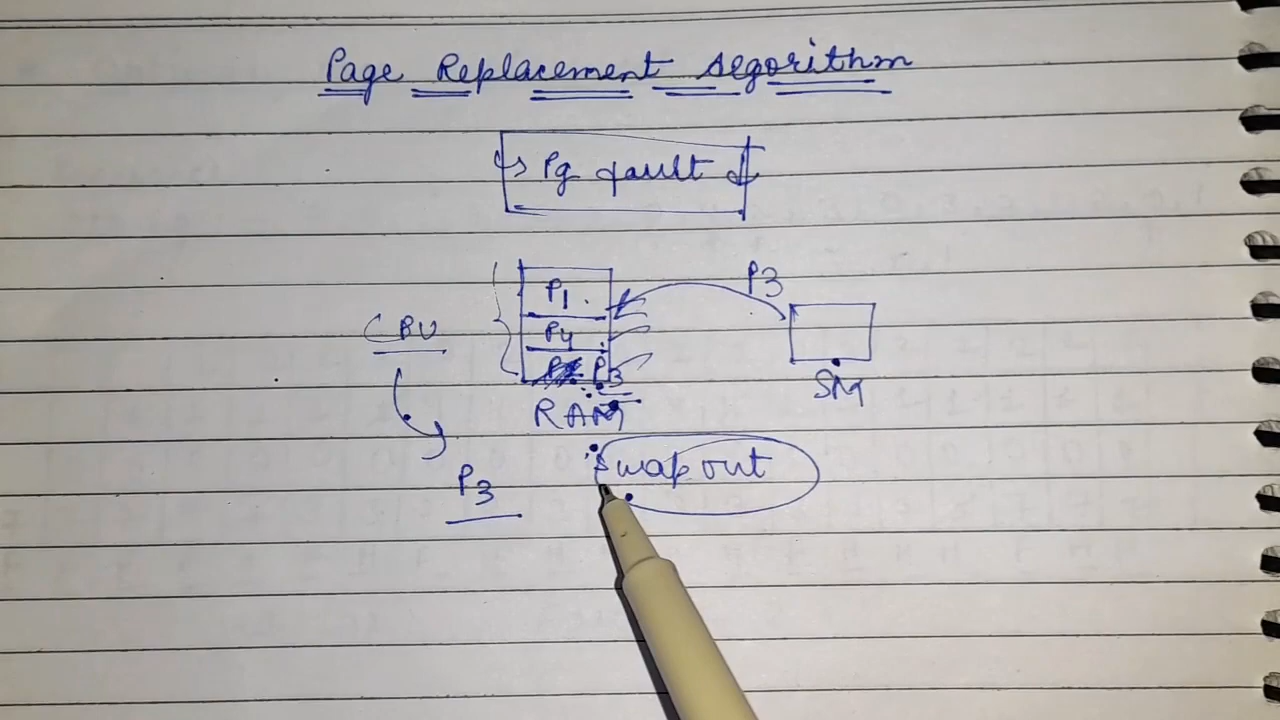 Page Replacement Algorithm
Pg fault
P3
P1
CPU
P4
P3
RAM
SM
Swap out
P3